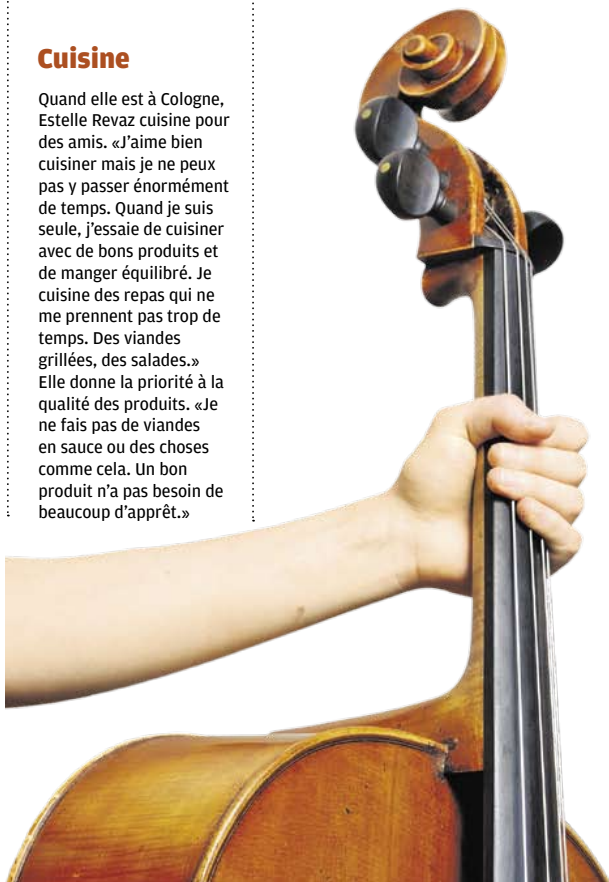 Cuisine
Quand elle est à Cologne,
Estelle Revaz cuisine pour
des amis. «J’aime bien
cuisiner mais je ne peux
pas y passer énormément
de temps. Quand je suis
seule, j’essaie de cuisiner
avec de bons produits et
de manger équilibré. Je
cuisine des repas qui ne
me prennent pas trop de
temps. Des viandes
grillées, des salades.»
Elle donne la priorité à la
qualité des produits. «Je
ne fais pas de viandes
en sauce ou des choses
comme cela. Un bon
produit n’a pas besoin de
beaucoup d’apprêt.»